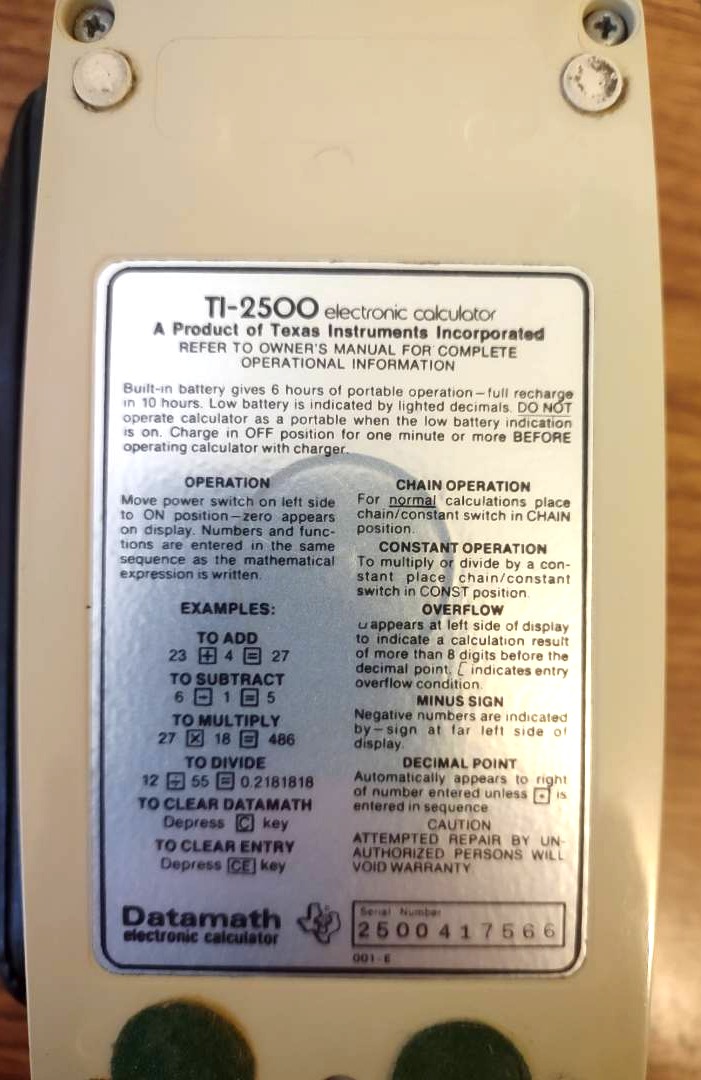 TI-2500 electronic calculator
A Product of Texas Instruments Incorporated
REFER TO OWNER'S MANUAL FOR COMPLETE
OPERATIONAL INFORMATION
Built-in battery gives 6 hours of portable operation—full recharge
in 10 hours. Low battery is indicated by lighted decimals. DO NOT
operate calculator as a portable when the low battery indication
is on. Charge in OFF position for one minute or more BEFORE
operating calculator with charger.
OPERATION
Move power switch on left side
to ON position—zero appears
on display. Numbers and func-
tions are entered in the same
sequence as the mathematical
expression is written.
EXAMPLES:
TO ADD
23 + 4 = 27
TO SUBTRACT
6 - 1 = 5
TO MULTIPLY
27 × 18 = 486
TO DIVIDE
12 ÷ 55 = 0.2181818
TO CLEAR DATAMATH
Depress C key
TO CLEAR ENTRY
Depress CE key
CHAIN OPERATION
For normal calculations place
chain/constant switch in CHAIN
position.
CONSTANT OPERATION
To multiply or divide by a con-
stant place chain/constant
switch in CONST position.
OVERFLOW
⊔ appears at left side of display
to indicate a calculation result
of more than 8 digits before the
decimal point. [ indicates entry
overflow condition.
MINUS SIGN
Negative numbers are indicated
by—sign at far left side of
display.
DECIMAL POINT
Automatically appears to right
of number entered unless • is
entered in sequence
CAUTION
ATTEMPTED REPAIR BY UN-
AUTHORIZED PERSONS WILL
VOID WARRANTY
Datamath
electronic calculator
Serial Number
2500417566
001-E